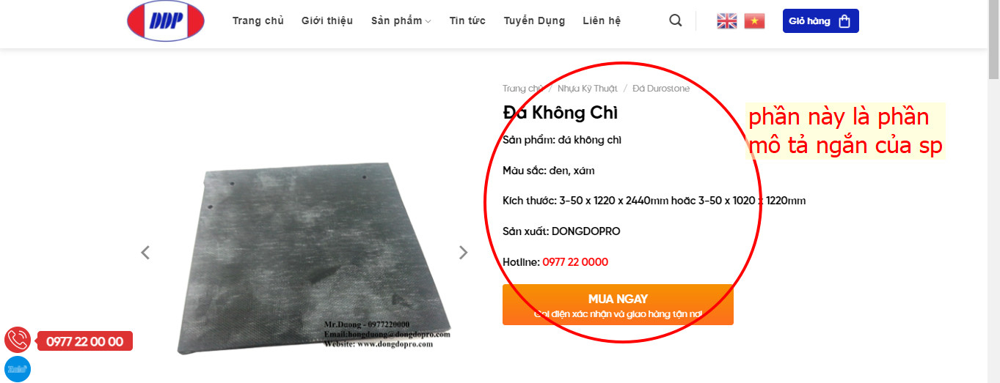 DDP
Trang chủ Giới thiệu Sản phẩm Tin tức Tuyển Dụng Liên hệ
Giỏ hàng
Trang chủ / Nhựa Kỹ Thuật / Đá Durostone
Đá Không Chì
Sản phẩm: đá không chì
phần này là phần
mô tả ngắn của sp
Màu sắc: đen, xám
Kích thước: 3-50 x 1220 x 2440mm hoặc 3-50 x 1020 x 1220mm
Sản xuất: DONGDOPRO
Hotline: 0977 22 0000
MUA NGAY
Gọi điện xác nhận và giao hàng tận nơi
Mr.Duong - 0977220000
Email:hongduong@dongdopro.com
Website: www.dongdopro.com
0977 22 00 00
Zalo